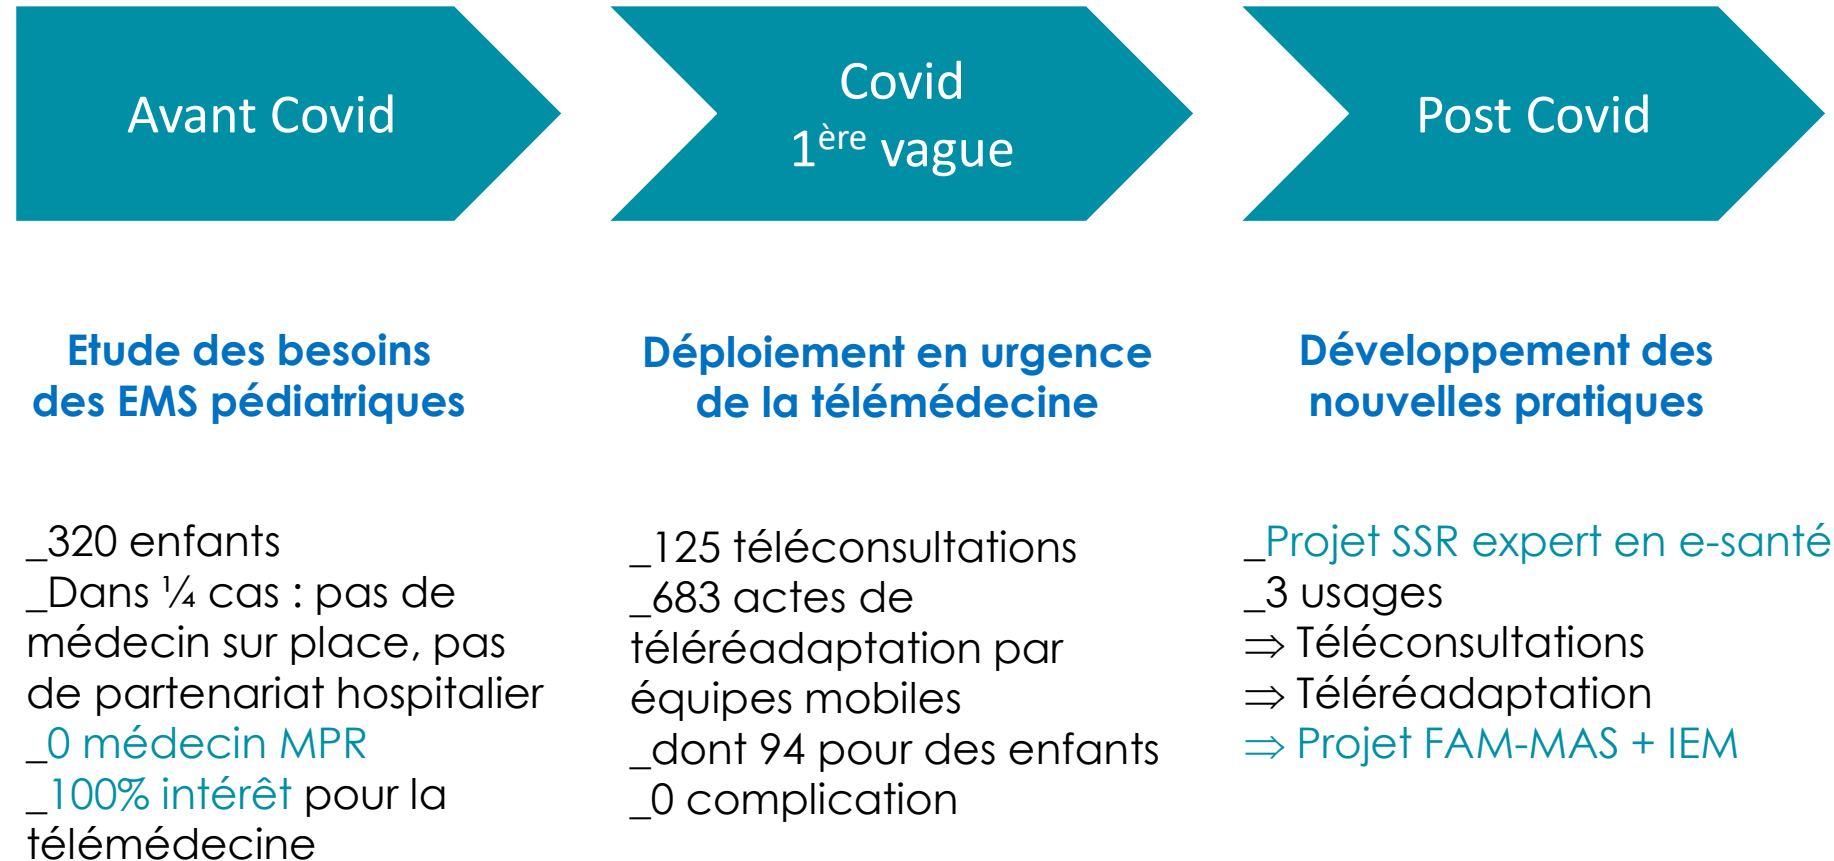 Avant Covid
Covid
1ère vague
Post Covid
Etude des besoins
des EMS pédiatriques
_320 enfants
_Dans ¼ cas : pas de
médecin sur place, pas
de partenariat hospitalier
_0 médecin MPR
_100% intérêt pour la
télémédecine
Déploiement en urgence
de la télémédecine
_125 téléconsultations
_683 actes de
téléréadaptation par
équipes mobiles
_dont 94 pour des enfants
_0 complication
Développement des
nouvelles pratiques
_Projet SSR expert en e-santé
_3 usages
⇒ Téléconsultations
⇒ Téléréadaptation
⇒ Projet FAM-MAS + IEM